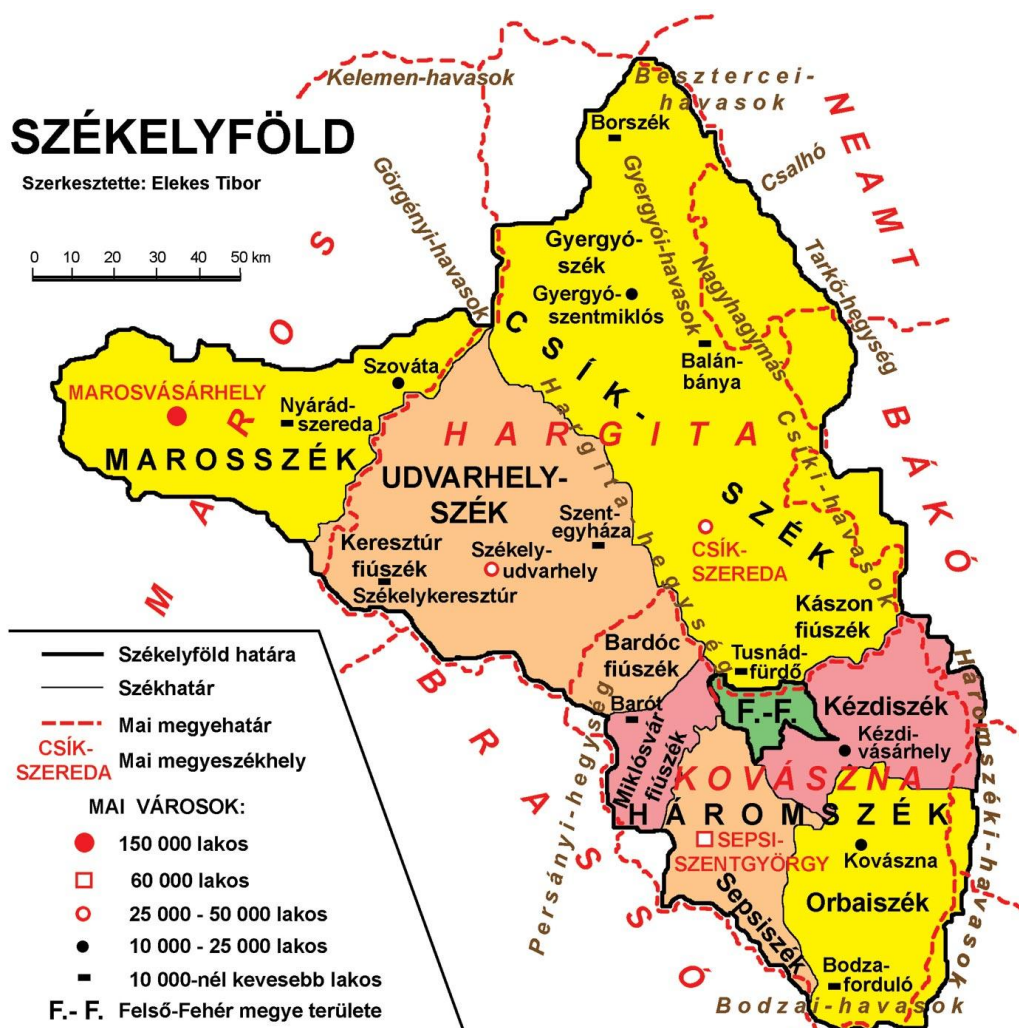 SZÉKELYFÖLD
Szerkesztette: Elekes Tibor
0 10 20 30 40 50 km
Kelemen-havasok
Besztercei-
havasok
Csalhó
NEAMT
Görgényi-havasok
Borszék
Gyergyói-havasok
Gyergyó-
szék
Gyergyó-
szentmiklós
Nagyhagymás
Tarkó-hegység
Balán-
bánya
BÁKÓ
MAROS
Szováta
MAROSVÁSÁRHELY
Nyárád-
szereda
MAROSSZÉK
HARGITA
CSÍK-
SZÉK
Hargita hegység
Csíki-havasok
UDVARHELY-
SZÉK
Szent-
egyháza
Keresztúr
fiúszék
Székely-
udvarhely
Székelykeresztúr
CSÍK-
SZEREDA
Kászon
fiúszék
Bardóc
fiúszék
Tusnád-
fürdő
Barót
F.-F.
Kézdiszék
Kézdi-
vásárhely
Miklósvár
fiúszék
Persányi-hegység
Háromszéki-havasok
KOVÁSZNA
HÁROMSZÉK
SEPSI-
SZENTGYÖRGY
Kovászna
Sepsiszék
Orbaiszék
Bodza-
forduló
Bodzai-havasok
BRASSÓ
Székelyföld határa
Székhatár
Mai megyehatár
CSÍK-
SZEREDA
Mai megyeszékhely
MAI VÁROSOK:
150 000 lakos
60 000 lakos
25 000 - 50 000 lakos
10 000 - 25 000 lakos
10 000-nél kevesebb lakos
F.- F. Felső-Fehér megye területe